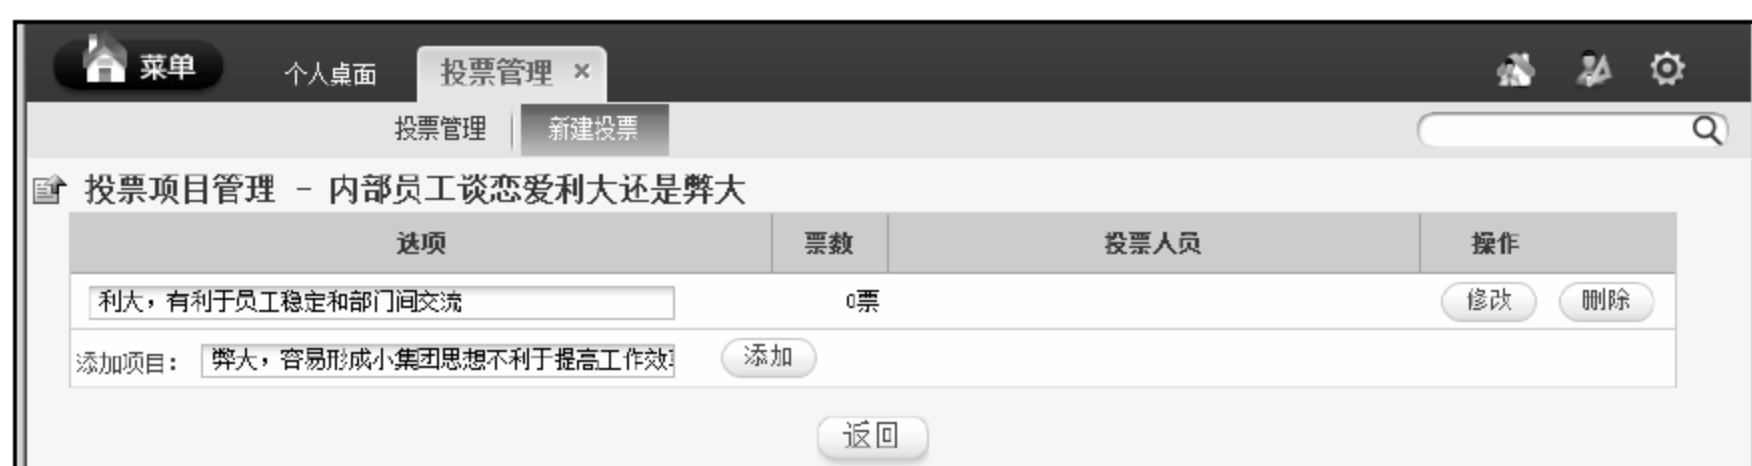 菜单 个人桌面 投票管理 ×
投票管理 新建投票
投票项目管理 - 内部员工谈恋爱利大还是弊大
选项 票数 投票人员 操作
利大，有利于员工稳定和部门间交流 0票 修改 删除
添加项目： 弊大，容易形成小集团思想不利于提高工作效 添加
返回